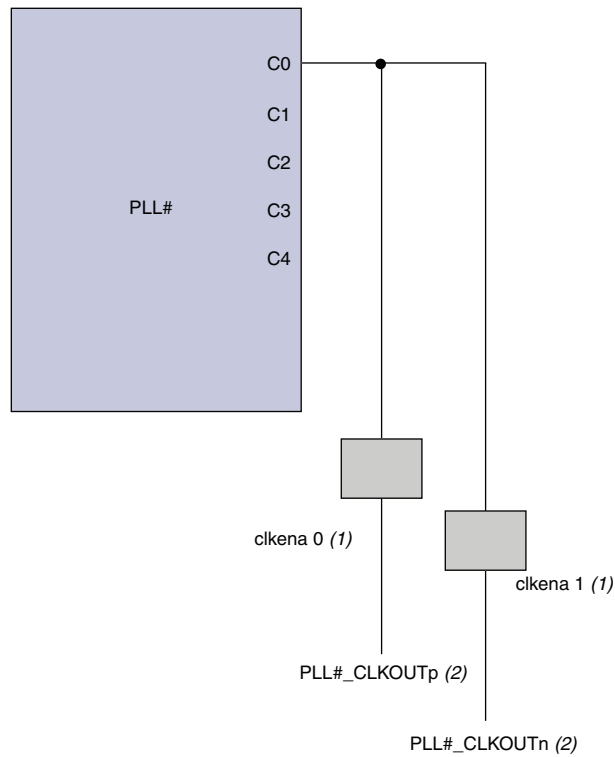 C0
C1
C2
PLL#
C3
C4
clkena 0 (1)
clkena 1 (1)
PLL#_CLKOUTp (2)
PLL#_CLKOUTn (2)